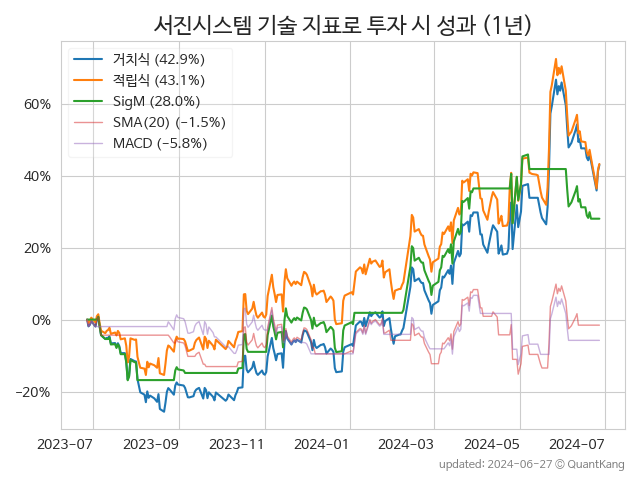 서진시스템 기술 지표로 투자 시 성과 (1년)
거치식 (42.9%)
적립식 (43.1%)
SigM (28.0%)
SMA(20) (−1.5%)
MACD (−5.8%)
60%
40%
20%
0%
−20%
2023-07
2023-09
2023-11
2024-01
2024-03
2024-05
2024-07
updated: 2024-06-27 © QuantKang